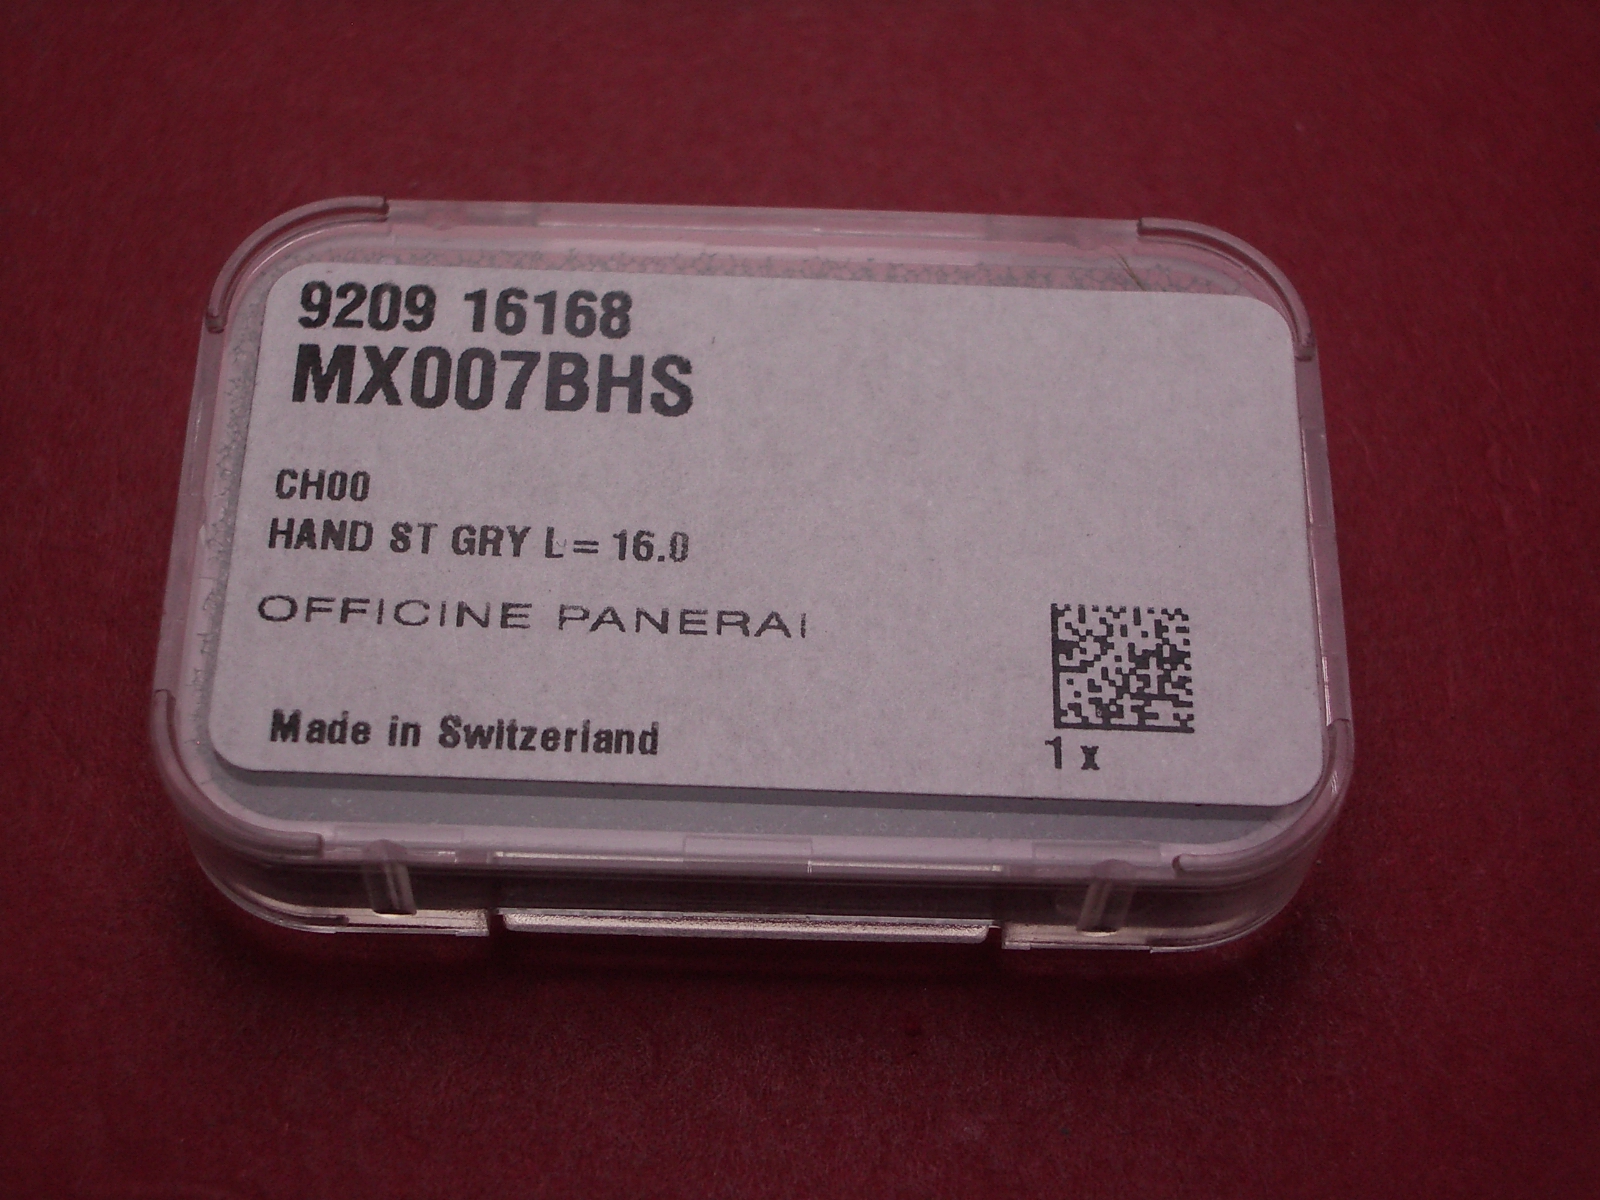 9209 16168
MX007BHS
CH00
HAND ST GRY L= 16.0
OFFICINE PANERAI
Made in Switzerland
1 x